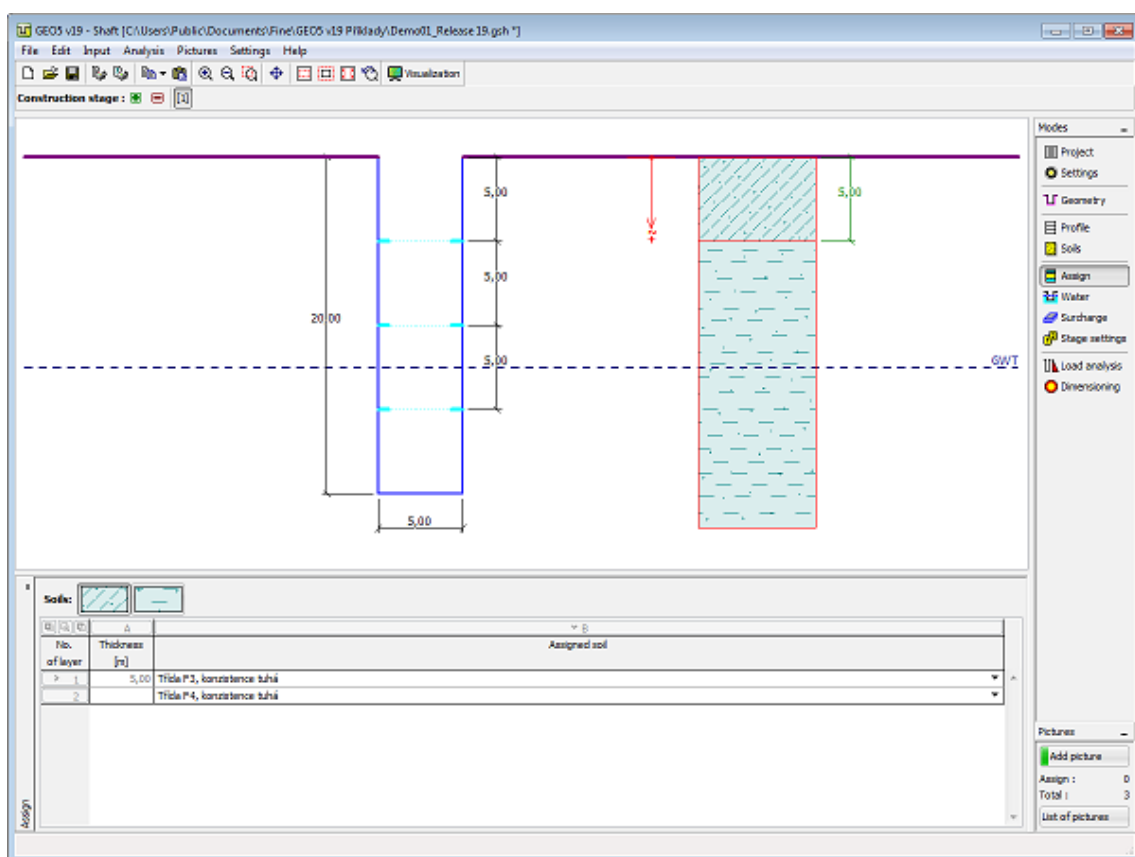 GEO5 v19 - Shaft [C:\Users\Public\Documents\Fine\GEO5 v19 Příklady\Demo01_Release 19.gsh *]
File Edit Input Analysis Pictures Settings Help
Visualization
Construction stage : [1]
Modes
Project
Settings
Geometry
Profile
Soils
Assign
Water
Surcharge
Stage settings
Load analysis
Dimensioning
5,00
5,00
+z
5,00
20,00
5,00
GWT
5,00
Soils:
A B
No. of layer
Thickness [m]
Assigned soil
1 5,00 Třída F3, konzistence tuhá
2 Třída F4, konzistence tuhá
Assign
Pictures
Add picture
Assign : 0
Total : 3
List of pictures